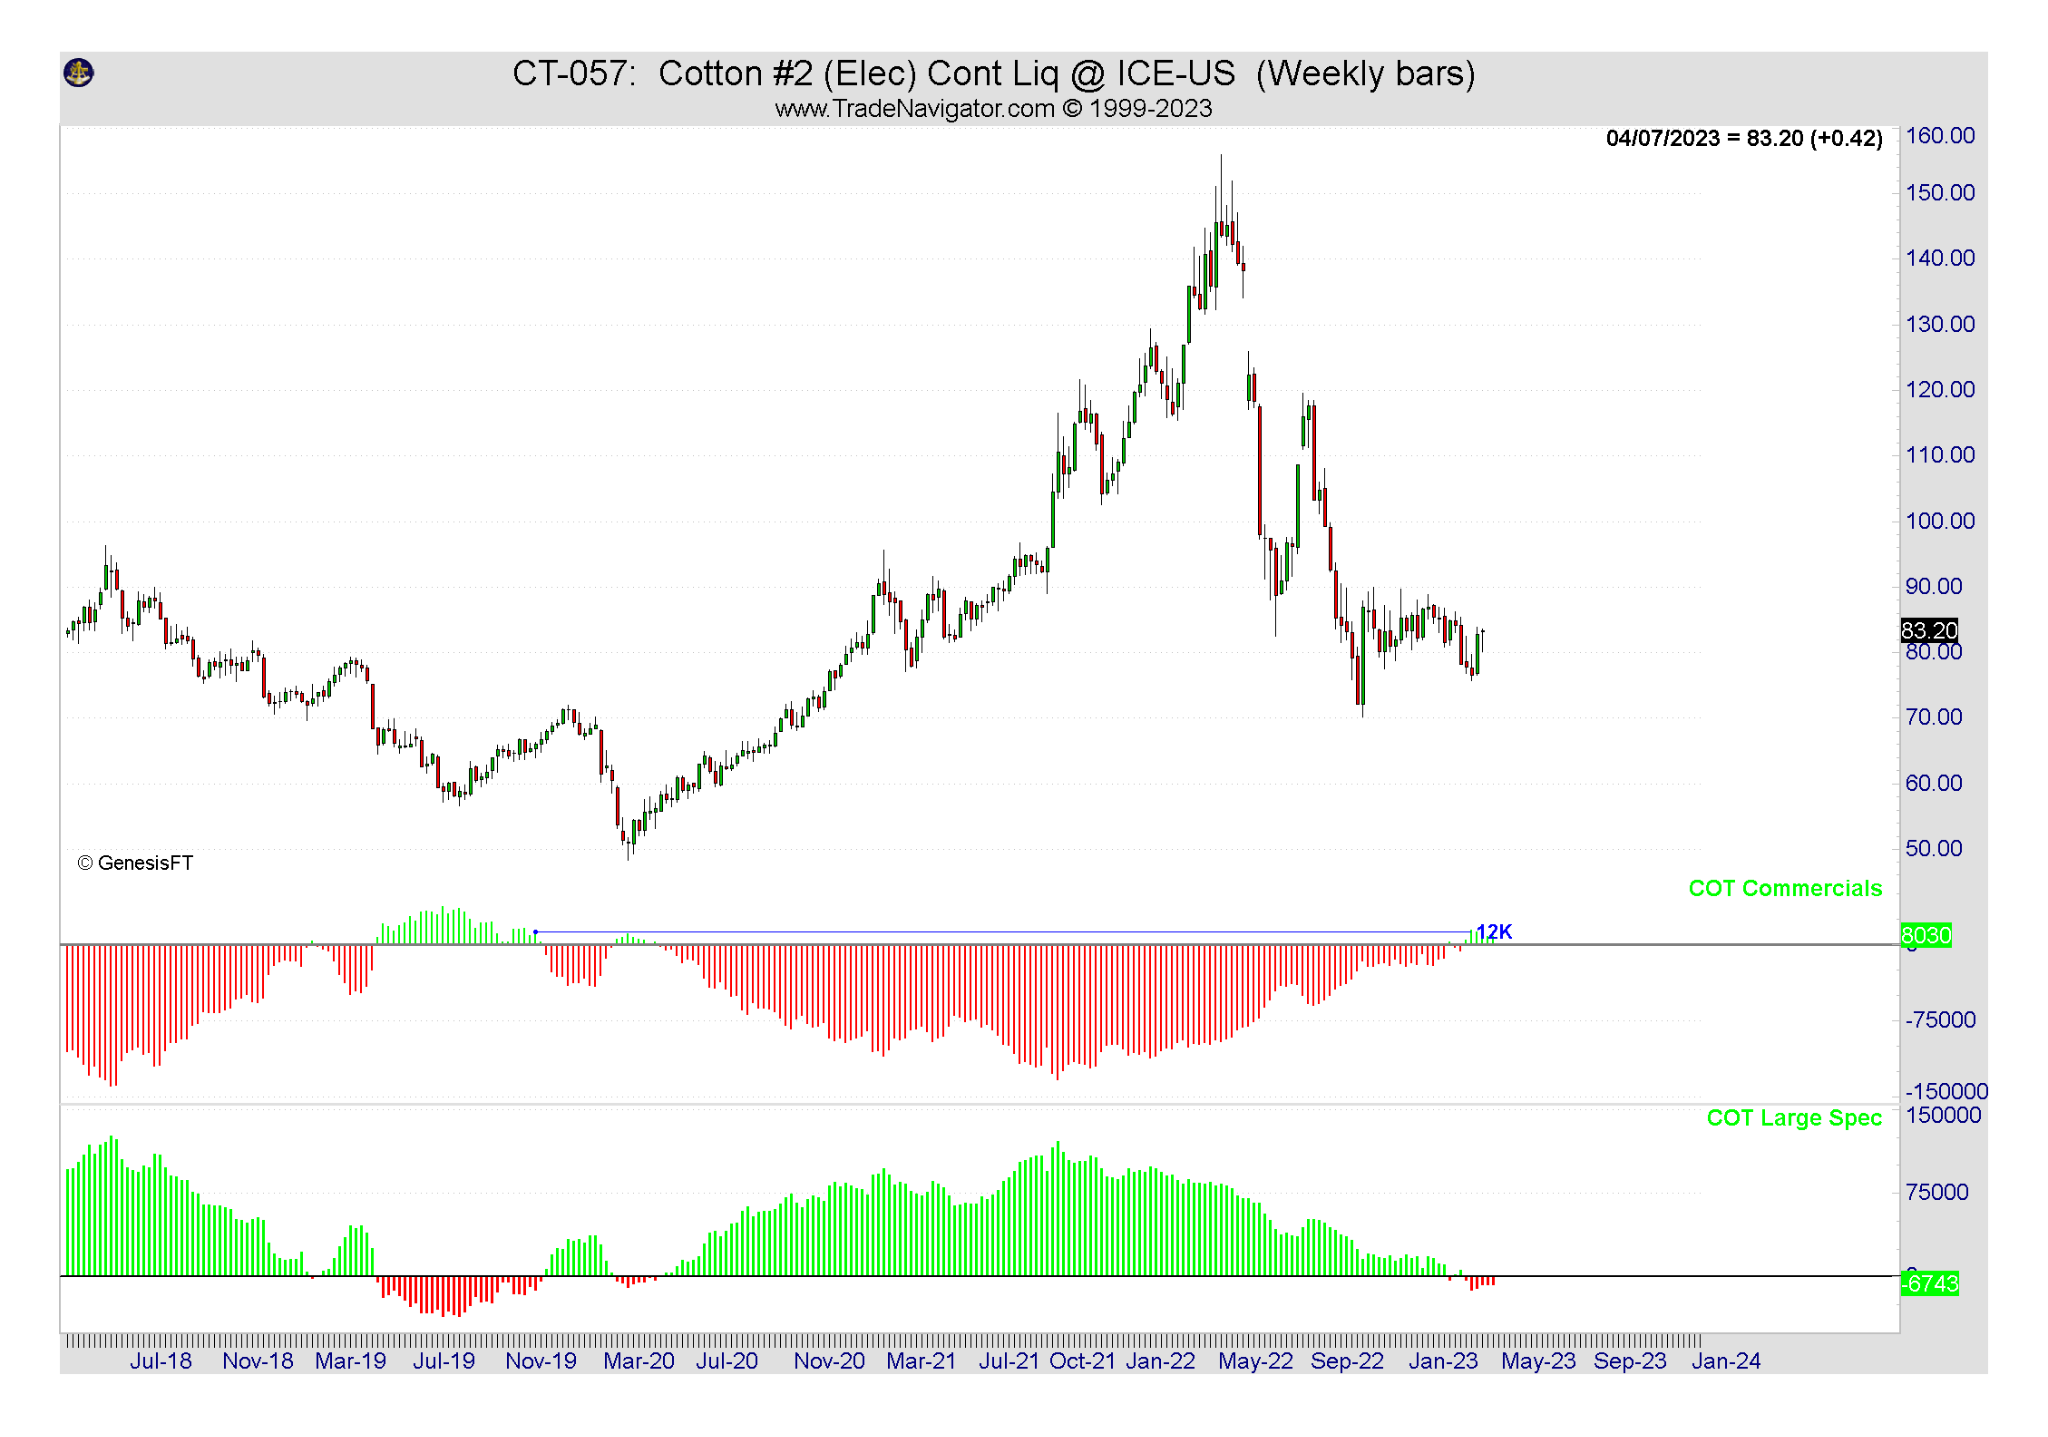 CT-057: Cotton #2 (Elec) Cont Liq @ ICE-US (Weekly bars)
www.TradeNavigator.com © 1999-2023
04/07/2023 = 83.20 (+0.42)
160.00
150.00
140.00
130.00
120.00
110.00
100.00
90.00
83.20
80.00
70.00
60.00
50.00
© GenesisFT
COT Commercials
12K
8030
0
-75000
-150000
COT Large Spec
150000
75000
0
-6743
Jul-18 Nov-18 Mar-19 Jul-19 Nov-19 Mar-20 Jul-20 Nov-20 Mar-21 Jul-21 Oct-21 Jan-22 May-22 Sep-22 Jan-23 May-23 Sep-23 Jan-24